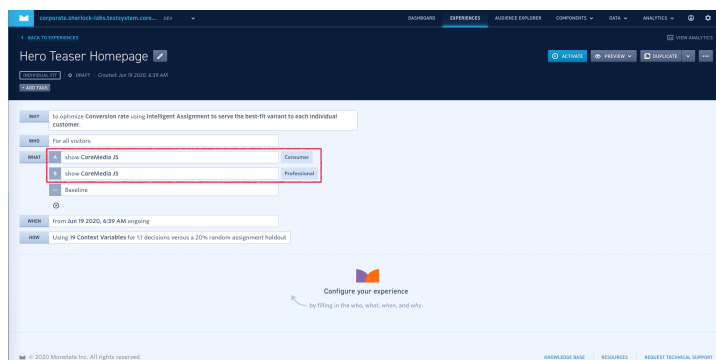 corporate.sherlock-labs.testsystem.core... DEV
DASHBOARD EXPERIENCES AUDIENCE EXPLORER COMPONENTS DATA ANALYTICS
BACK TO EXPERIENCES
VIEW ANALYTICS
Hero Teaser Homepage
ACTIVATE PREVIEW DUPLICATE
INDIVIDUAL FIT DRAFT Created: Jun 19 2020, 6:39 AM
+ ADD TAGS
WHY to optimize Conversion rate using intelligent Assignment to serve the best-fit variant to each individual
customer.
WHO For all visitors
WHAT A show CoreMedia JS Consumer
B show CoreMedia JS Professional
— Baseline
WHEN from Jun 19 2020, 6:39 AM ongoing
HOW Using 19 Context Variables for 1:1 decisions versus a 20% random assignment holdout
Configure your experience
by filling in the who, what, when, and why.
© 2020 Monetate Inc. All rights reserved.
KNOWLEDGE BASE RESOURCES REQUEST TECHNICAL SUPPORT